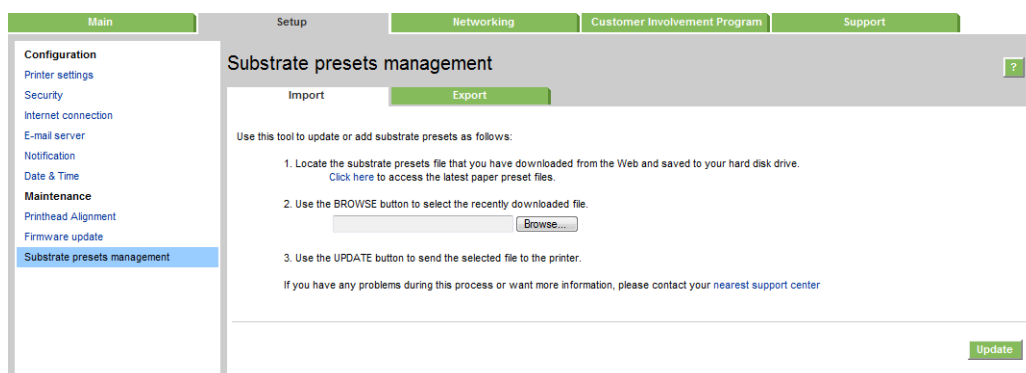 Main
Setup
Networking
Customer Involvement Program
Support
Configuration
Printer settings
Security
Internet connection
E-mail server
Notification
Date & Time
Maintenance
Printhead Alignment
Firmware update
Substrate presets management
Substrate presets management
?
Import
Export
Use this tool to update or add substrate presets as follows:
1. Locate the substrate presets file that you have downloaded from the Web and saved to your hard disk drive.
Click here to access the latest paper preset files.
2. Use the BROWSE button to select the recently downloaded file.
Browse...
3. Use the UPDATE button to send the selected file to the printer.
If you have any problems during this process or want more information, please contact your nearest support center
Update